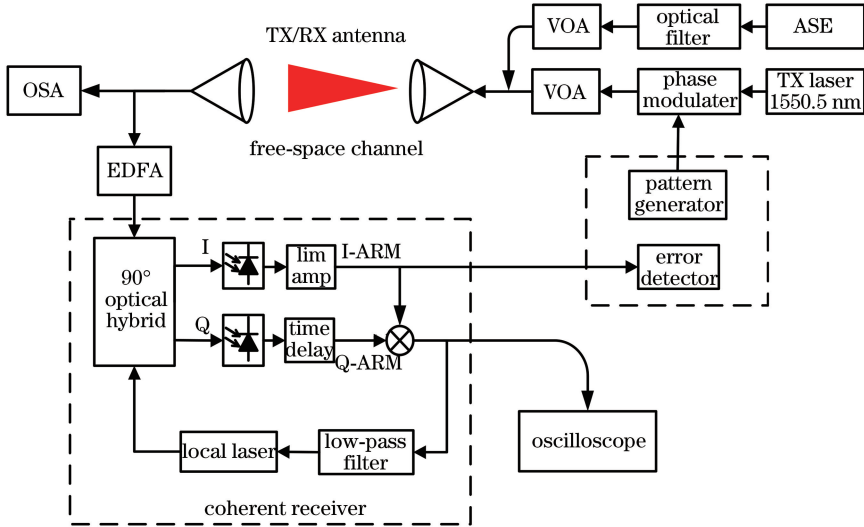 TX/RX antenna
VOA
optical
filter
ASE
OSA
VOA
phase
modulater
TX laser
1550.5 nm
free-space channel
EDFA
pattern
generator
90°
optical
hybrid
I
lim
amp
I-ARM
error
detector
Q
time
delay
Q-ARM
local laser
low-pass
filter
oscilloscope
coherent receiver